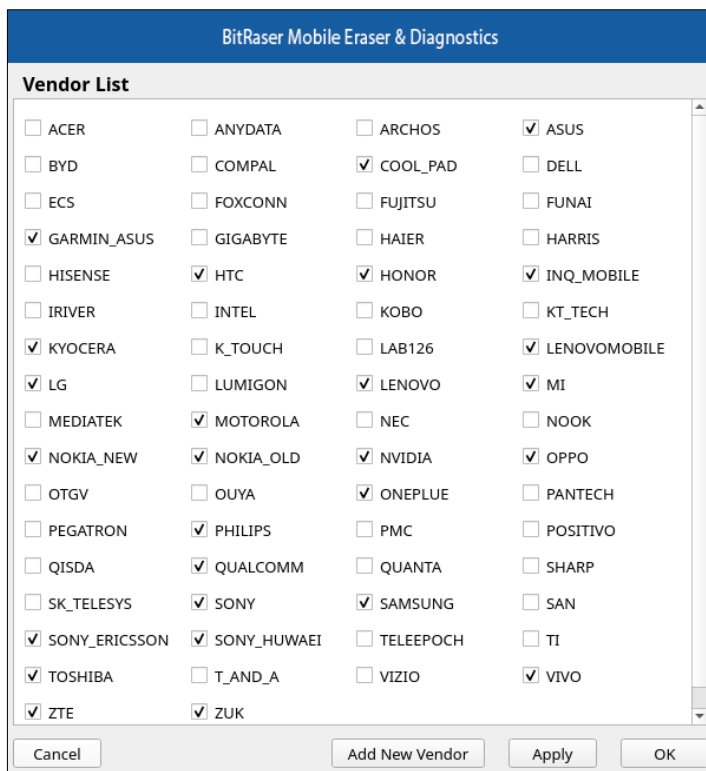 BitRaser Mobile Eraser & Diagnostics
Vendor List
ACER ANYDATA ARCHOS ASUS
BYD COMPAL COOL_PAD DELL
ECS FOXCONN FUJITSU FUNAI
GARMIN_ASUS GIGABYTE HAIER HARRIS
HISENSE HTC HONOR INQ_MOBILE
IRIVER INTEL KOBO KT_TECH
KYOCERA K_TOUCH LAB126 LENOVOMOBILE
LG LUMIGON LENOVO MI
MEDIATEK MOTOROLA NEC NOOK
NOKIA_NEW NOKIA_OLD NVIDIA OPPO
OTGV OUYA ONEPLUE PANTECH
PEGATRON PHILIPS PMC POSITIVO
QISDA QUALCOMM QUANTA SHARP
SK_TELESYS SONY SAMSUNG SAN
SONY_ERICSSON SONY_HUWAEI TELEEPOCH TI
TOSHIBA T_AND_A VIZIO VIVO
ZTE ZUK
Cancel Add New Vendor Apply OK